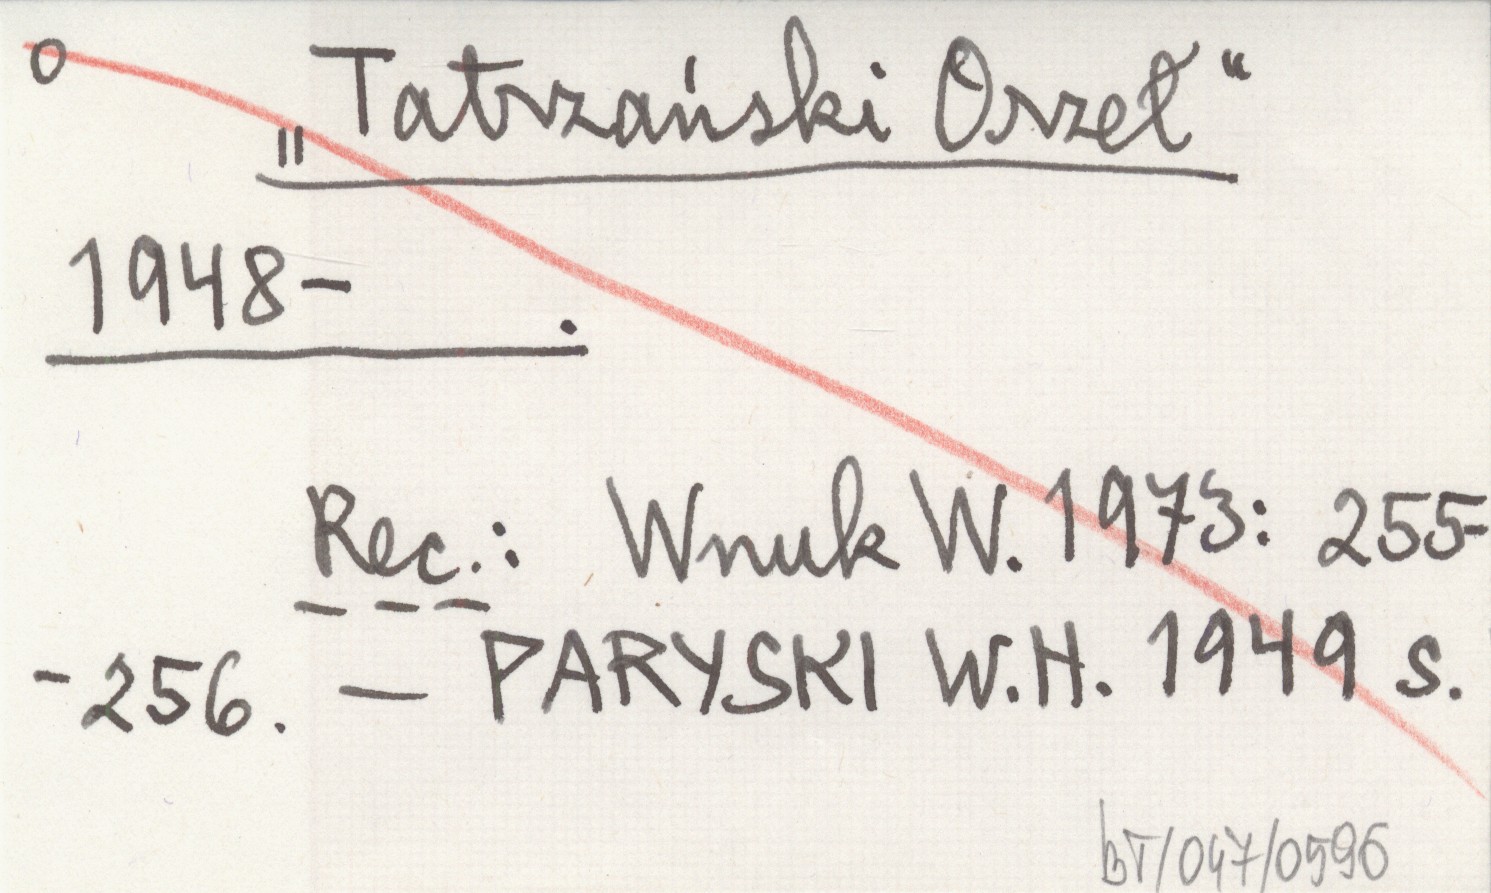 o
„Tatrzański Orzeł“
1948– .
Rec.: Wnuk W. 1973: 255-
-256. — PARYSKI W.H. 1949 s.
BT/047/0596